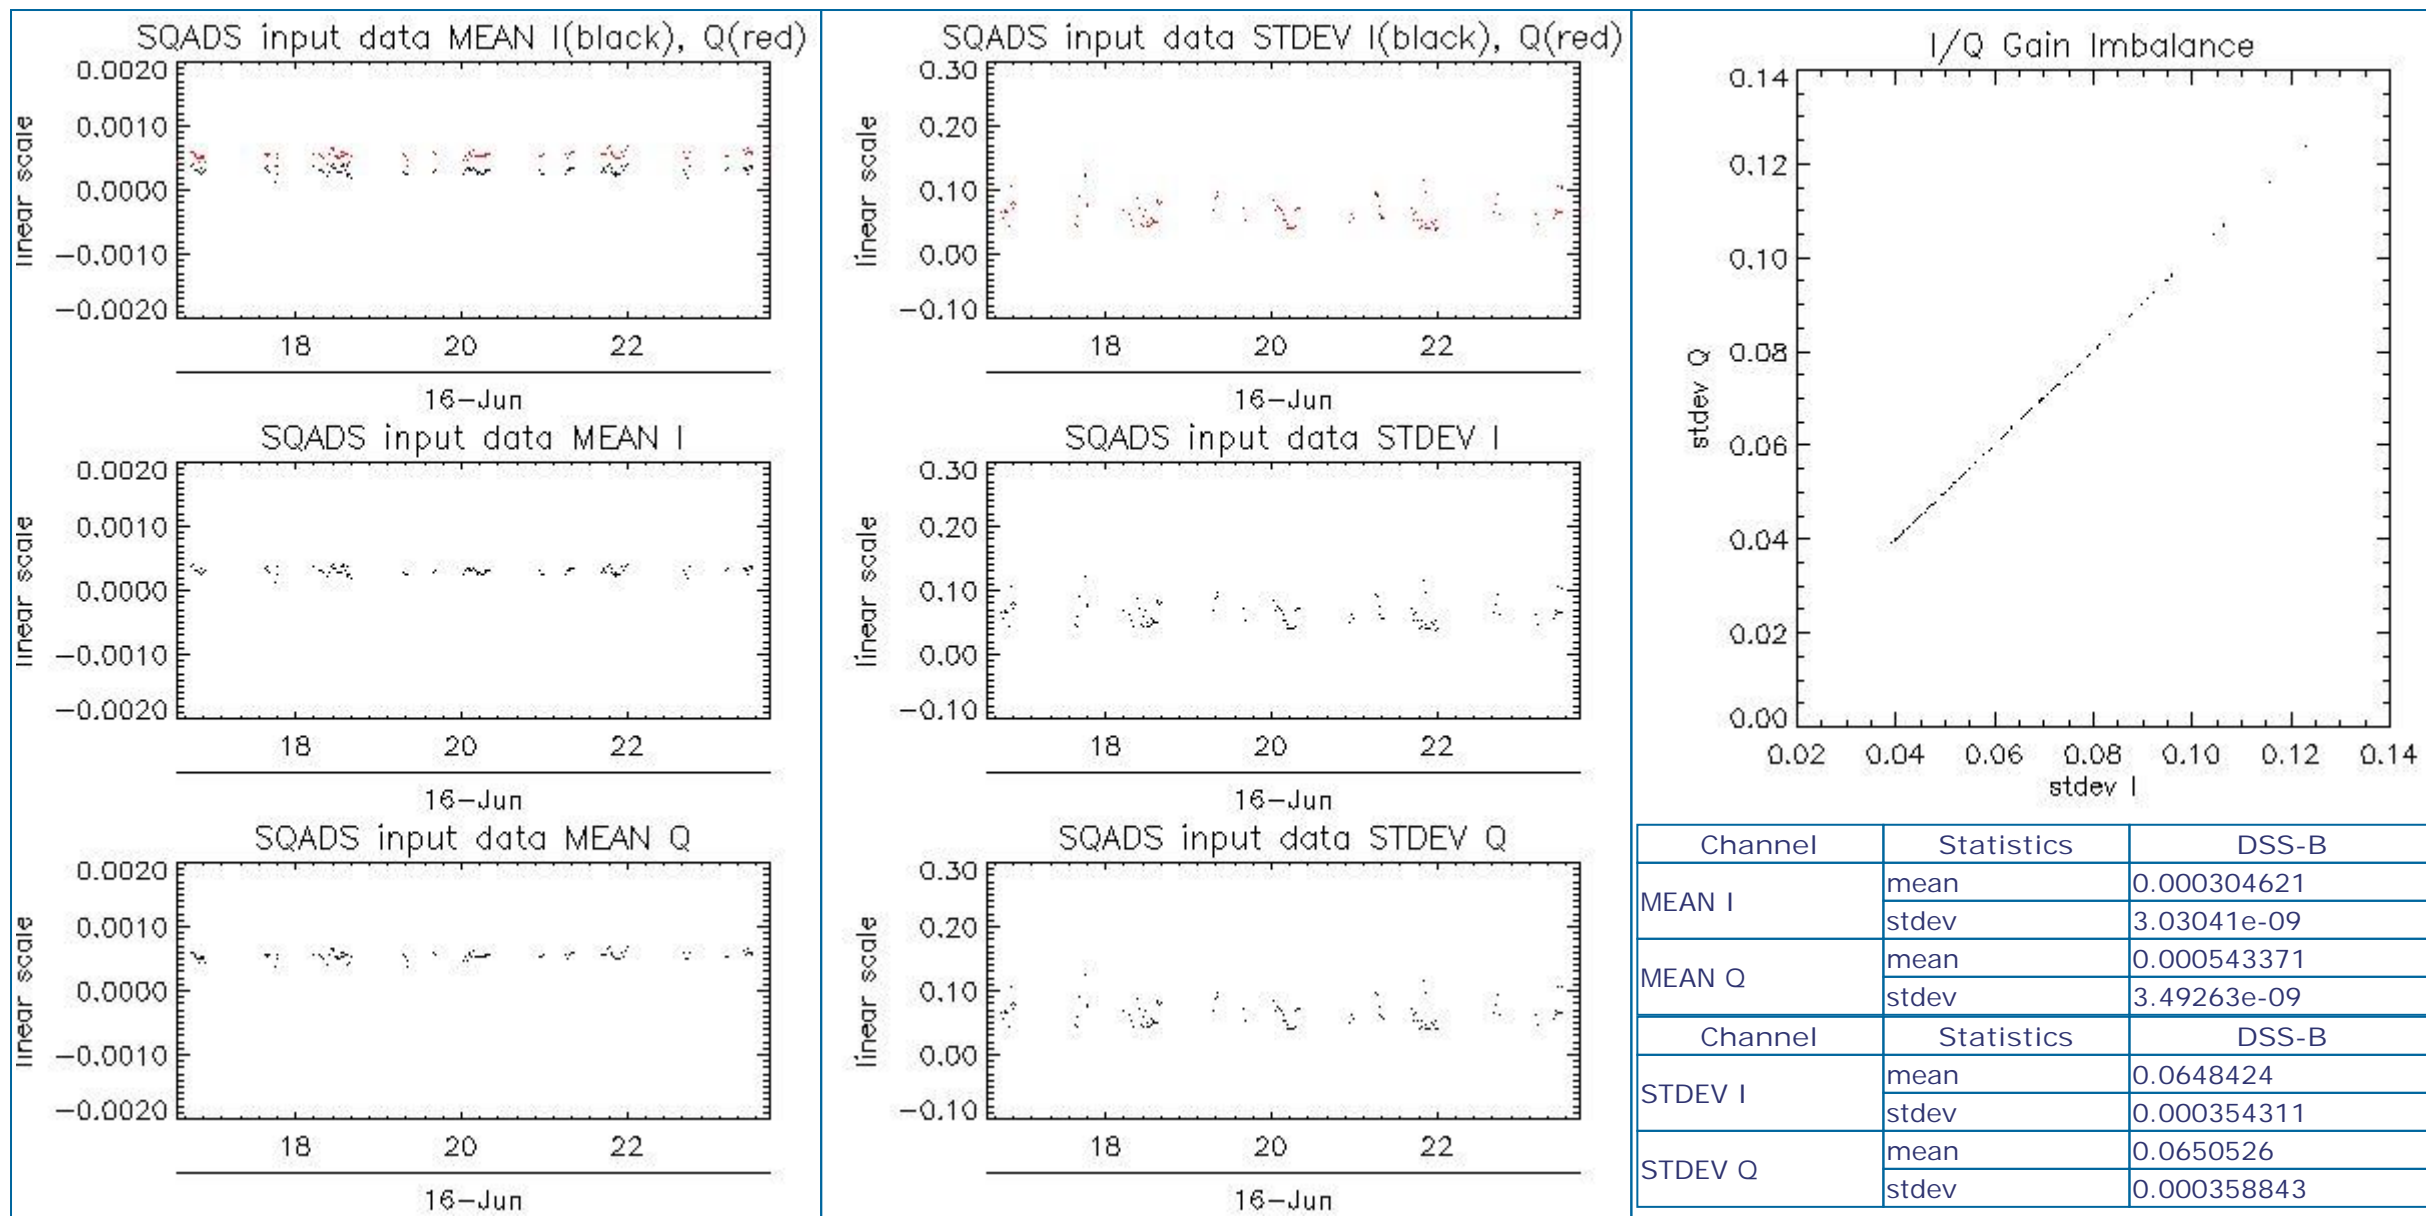 SQADS input data MEAN I(black), Q(red)
linear scale
0.0020
0.0010
0.0000
−0.0010
−0.0020
18 20 22
16−Jun
SQADS input data MEAN I
linear scale
0.0020
0.0010
0.0000
−0.0010
−0.0020
18 20 22
16−Jun
SQADS input data MEAN Q
linear scale
0.0020
0.0010
0.0000
−0.0010
−0.0020
18 20 22
16−Jun
SQADS input data STDEV I(black), Q(red)
linear scale
0.30
0.20
0.10
0.00
−0.10
18 20 22
16−Jun
SQADS input data STDEV I
linear scale
0.30
0.20
0.10
0.00
−0.10
18 20 22
16−Jun
SQADS input data STDEV Q
linear scale
0.30
0.20
0.10
0.00
−0.10
18 20 22
16−Jun
I/Q Gain Imbalance
stdev Q
0.14
0.12
0.10
0.08
0.06
0.04
0.02
0.00
0.02 0.04 0.06 0.08 0.10 0.12 0.14
stdev I
Channel Statistics DSS-B
MEAN I
mean 0.000304621
stdev 3.03041e-09
MEAN Q
mean 0.000543371
stdev 3.49263e-09
Channel Statistics DSS-B
STDEV I
mean 0.0648424
stdev 0.000354311
STDEV Q
mean 0.0650526
stdev 0.000358843